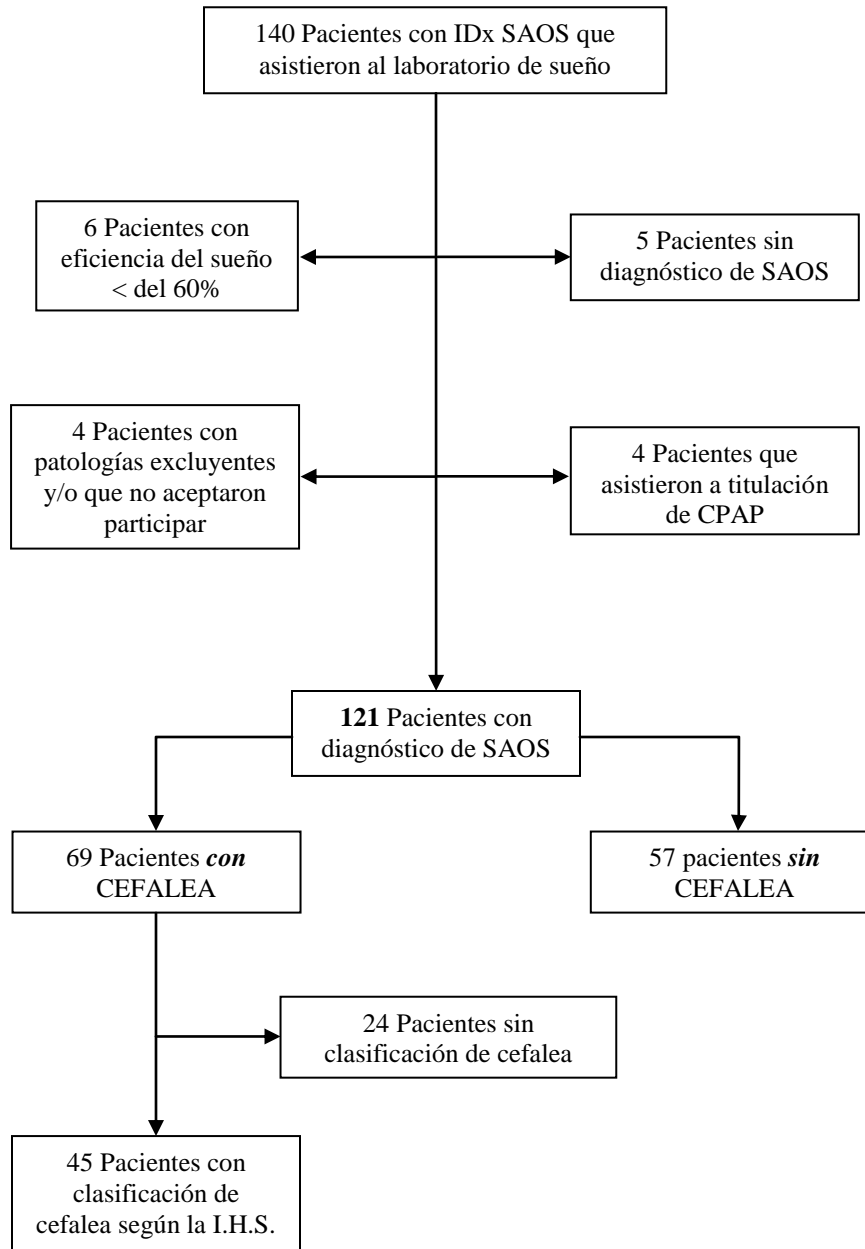 140 Pacientes con IDx SAOS que
asistieron al laboratorio de sueño
6 Pacientes con
eficiencia del sueño
< del 60%
5 Pacientes sin
diagnóstico de SAOS
4 Pacientes con
patologías excluyentes
y/o que no aceptaron
participar
4 Pacientes que
asistieron a titulación
de CPAP
121 Pacientes con
diagnóstico de SAOS
69 Pacientes con
CEFALEA
57 pacientes sin
CEFALEA
24 Pacientes sin
clasificación de cefalea
45 Pacientes con
clasificación de
cefalea según la I.H.S.